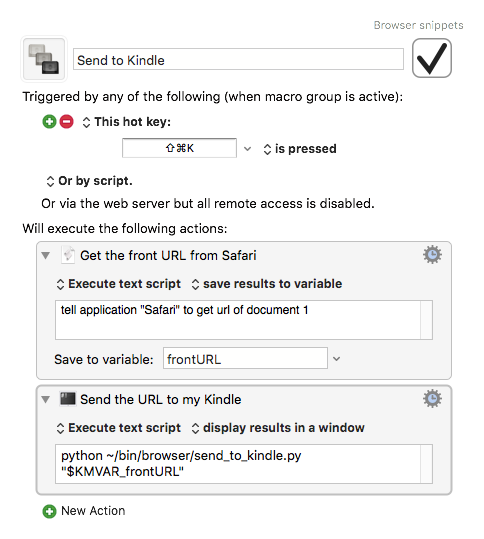 Browser snippets
Send to Kindle
Triggered by any of the following (when macro group is active):
This hot key:
⇧⌘K
is pressed
Or by script.
Or via the web server but all remote access is disabled.
Will execute the following actions:
Get the front URL from Safari
Execute text script save results to variable
tell application "Safari" to get url of document 1
Save to variable: frontURL
Send the URL to my Kindle
Execute text script display results in a window
python ~/bin/browser/send_to_kindle.py
"$KMVAR_frontURL"
New Action